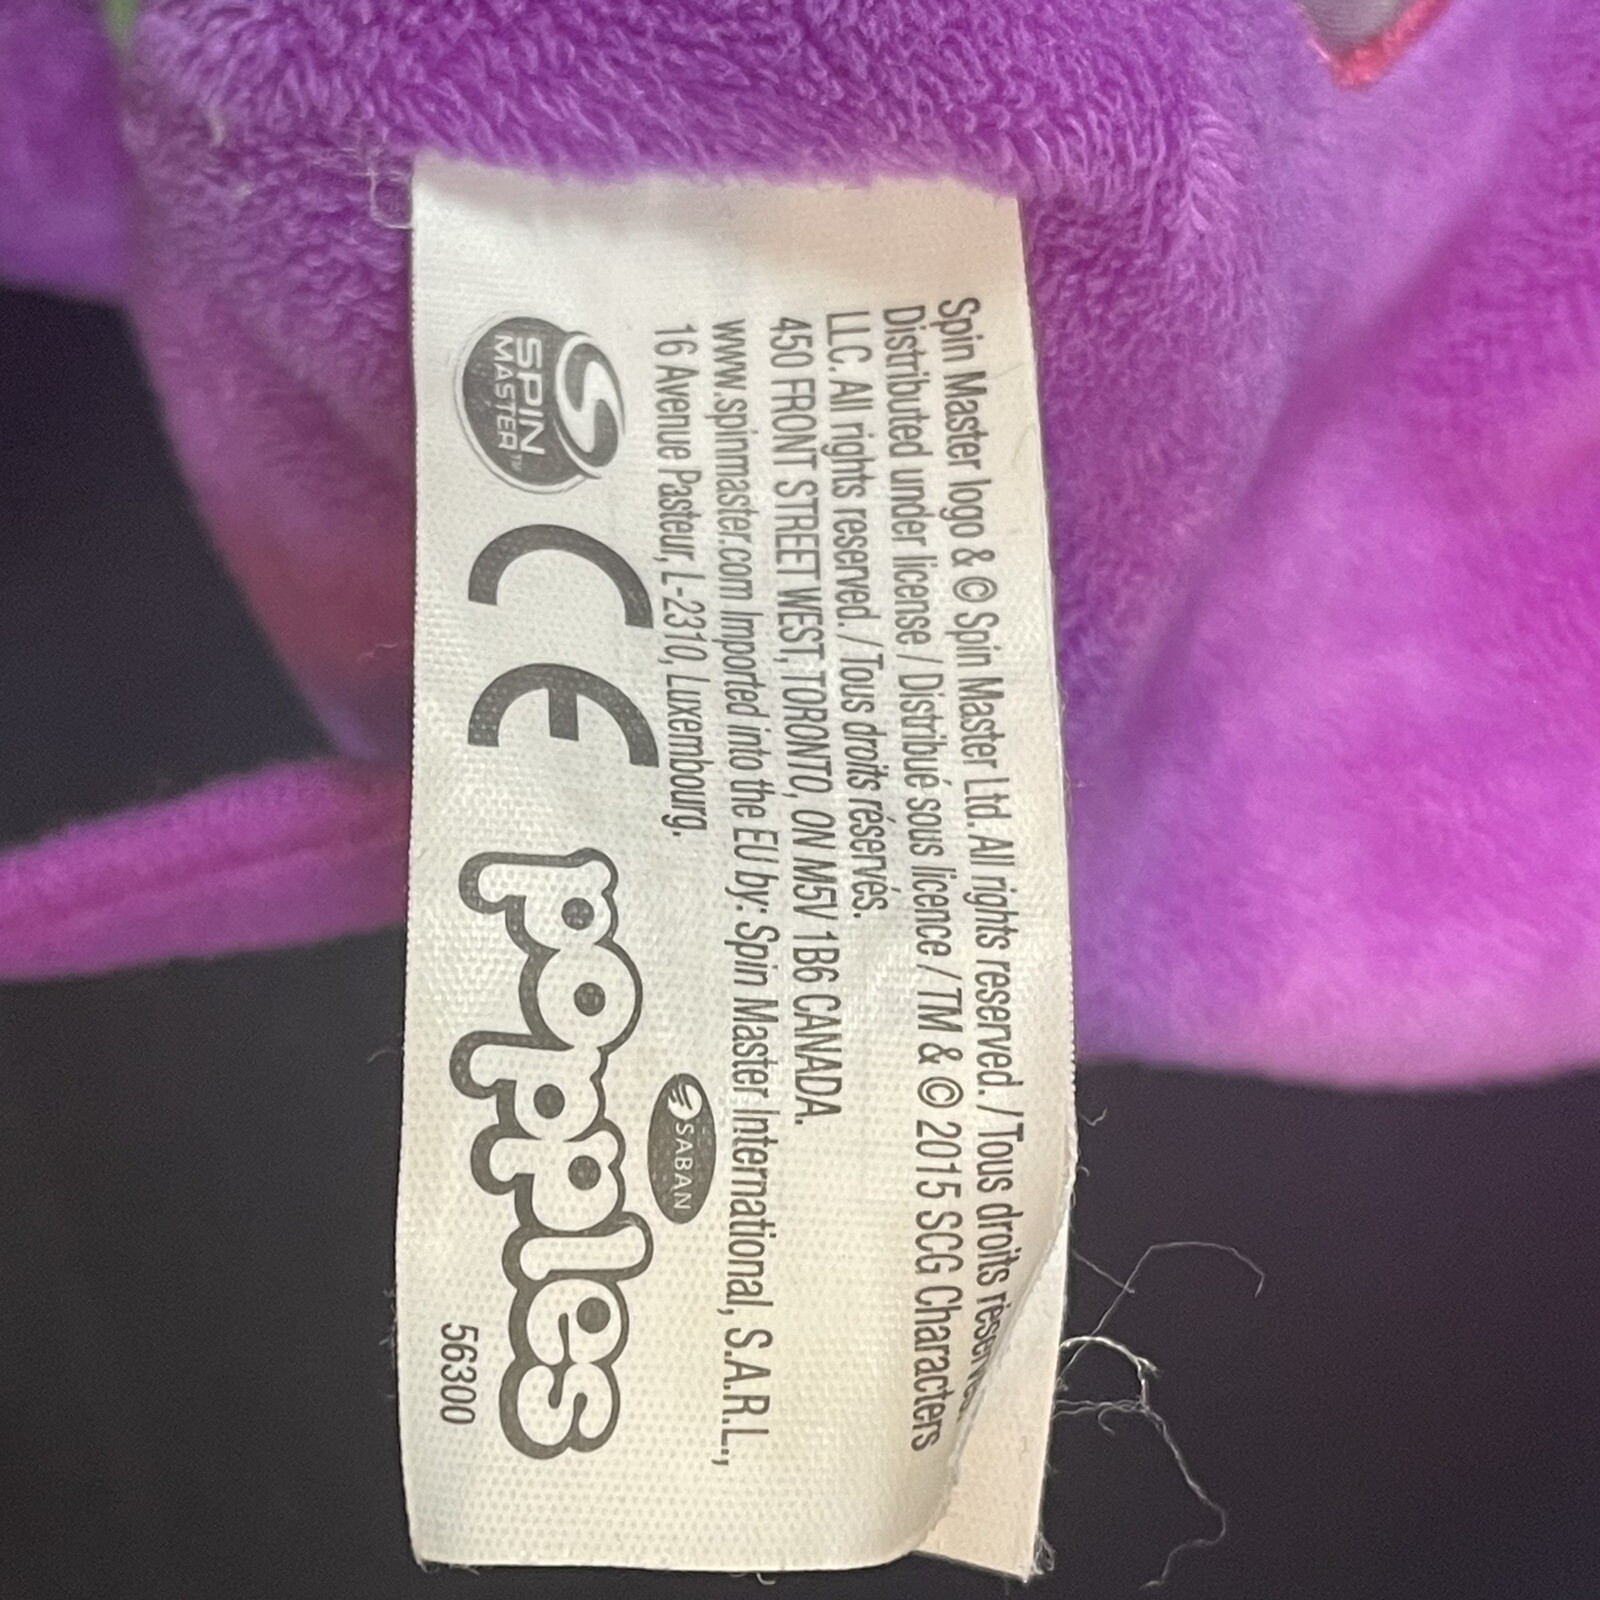 Spin Master logo & © Spin Master Ltd. All rights reserved. / Tous droits réservés.
Distributed under license / Distribué sous licence / TM & © 2015 SCG Characters
LLC. All rights reserved. / Tous droits réservés.
450 FRONT STREET WEST, TORONTO, ON M5V 1B6 CANADA.
www.spinmaster.com Imported into the EU by: Spin Master International, S.A.R.L.,
16 Avenue Pasteur, L-2310, Luxembourg.
SPIN
MASTER™
CE
SABAN
popples
56300